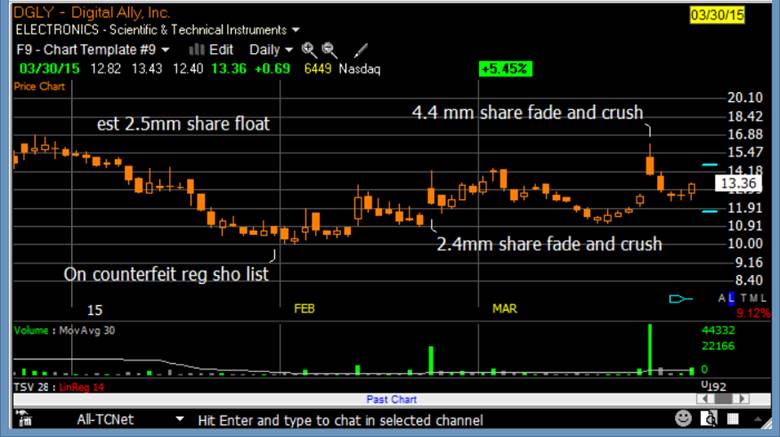 DGLY - Digital Ally, Inc.
03/30/15
ELECTRONICS - Scientific & Technical Instruments
F9 - Chart Template #9 Edit Daily
03/30/15 12.82 13.43 12.40 13.36 +0.69 6449 Nasdaq +5.45%
Price Chart
20.10
4.4 mm share fade and crush
18.42
est 2.5mm share float
16.88
15.47
14.18
13.36
11.91
10.91
2.4mm share fade and crush
10.00
9.16
On counterfeit reg sho list
8.40
A L T M L
15 FEB MAR
9.12%
Volume : MovAvg 30
44332
22166
0
TSV 28 : LinReg 14
192
Past Chart
All-TCNet Hit Enter and type to chat in selected channel